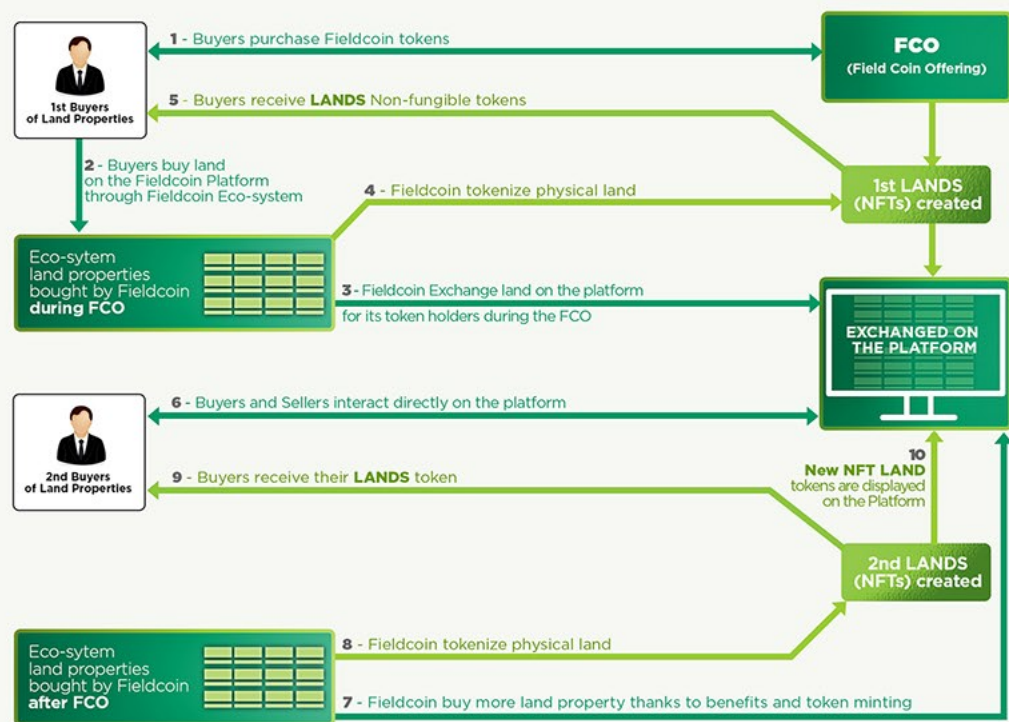 1 - Buyers purchase Fieldcoin tokens
FCO
(Field Coin Offering)
1st Buyers
of Land Properties
5 - Buyers receive LANDS Non-fungible tokens
2 - Buyers buy land
on the Fieldcoin Platform
through Fieldcoin Eco-system
4 - Fieldcoin tokenize physical land
1st LANDS
(NFTs) created
Eco-sytem
land properties
bought by Fieldcoin
during FCO
3 - Fieldcoin Exchange land on the platform
for its token holders during the FCO
EXCHANGED ON
THE PLATFORM
6 - Buyers and Sellers interact directly on the platform
2nd Buyers
of Land Properties
9 - Buyers receive their LANDS token
10
New NFT LAND
tokens are displayed
on the Platform
2nd LANDS
(NFTs) created
Eco-sytem
land properties
bought by Fieldcoin
after FCO
8 - Fieldcoin tokenize physical land
7 - Fieldcoin buy more land property thanks to benefits and token minting